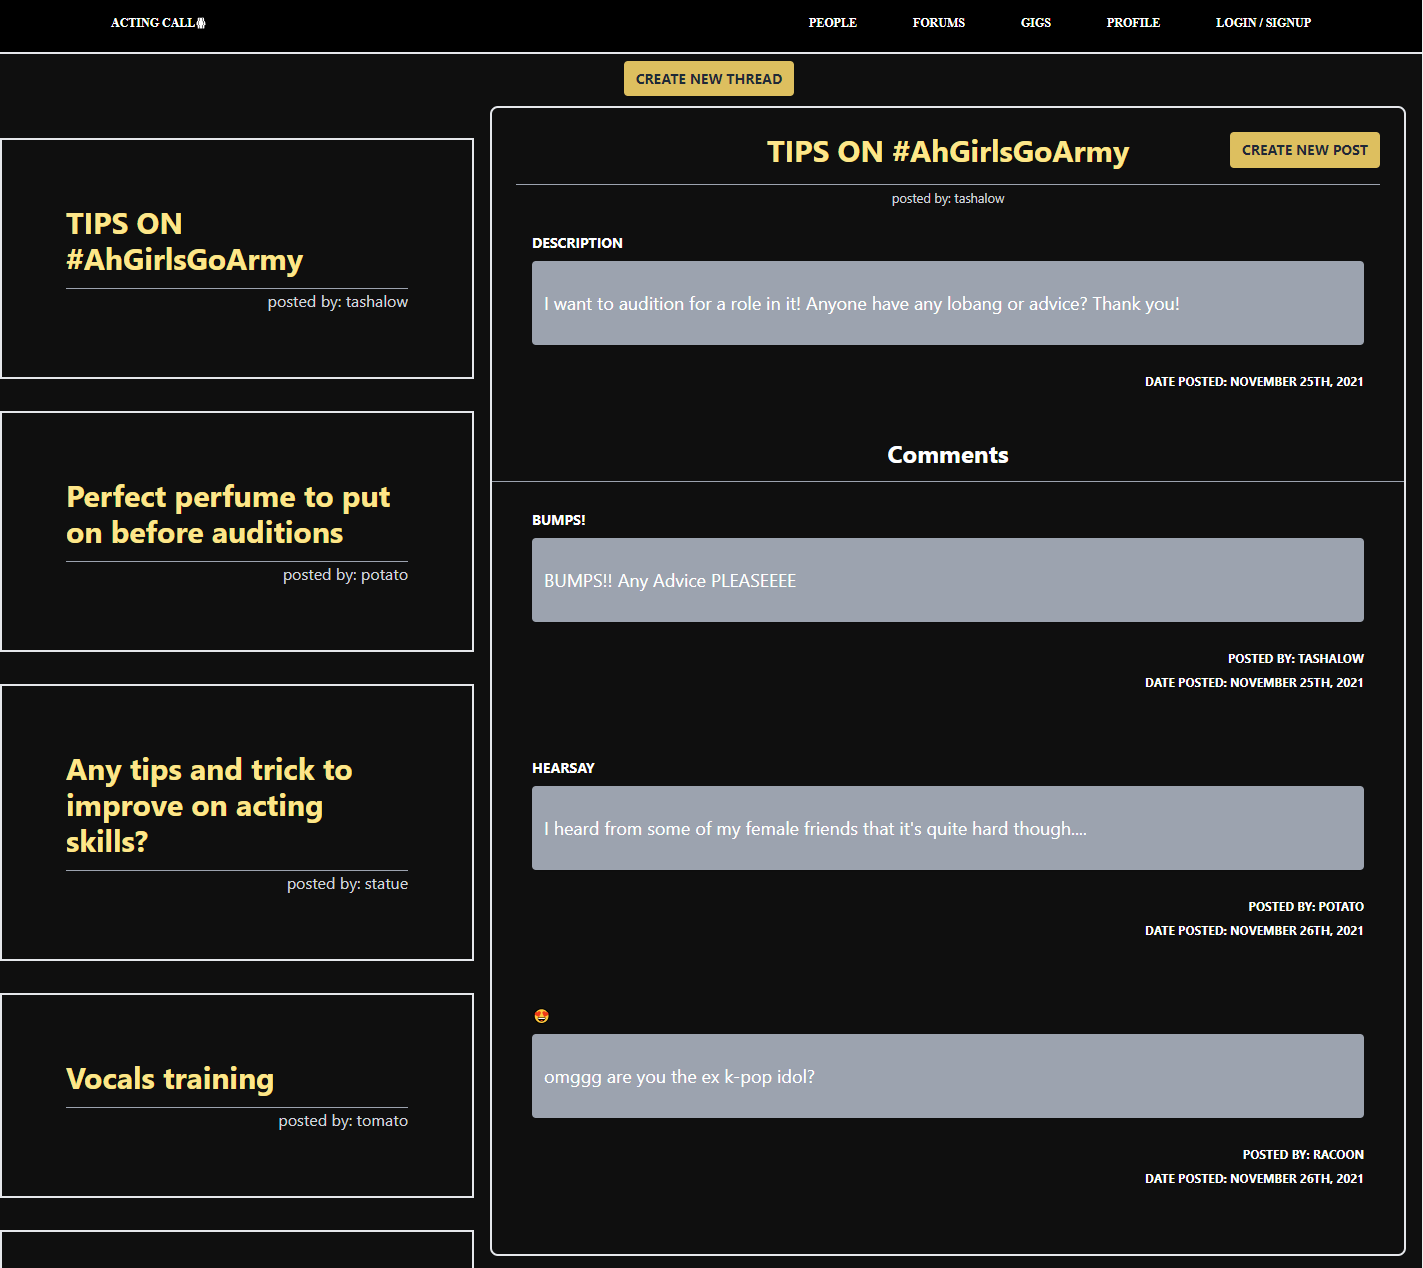 ACTING CALL
PEOPLE
FORUMS
GIGS
PROFILE
LOGIN / SIGNUP
CREATE NEW THREAD
TIPS ON
#AhGirlsGoArmy
posted by: tashalow
Perfect perfume to put
on before auditions
posted by: potato
Any tips and trick to
improve on acting
skills?
posted by: statue
Vocals training
posted by: tomato
TIPS ON #AhGirlsGoArmy
CREATE NEW POST
posted by: tashalow
DESCRIPTION
I want to audition for a role in it! Anyone have any lobang or advice? Thank you!
DATE POSTED: NOVEMBER 25TH, 2021
Comments
BUMPS!
BUMPS!! Any Advice PLEASEEEE
POSTED BY: TASHALOW
DATE POSTED: NOVEMBER 25TH, 2021
HEARSAY
I heard from some of my female friends that it's quite hard though....
POSTED BY: POTATO
DATE POSTED: NOVEMBER 26TH, 2021
🤩
omggg are you the ex k-pop idol?
POSTED BY: RACOON
DATE POSTED: NOVEMBER 26TH, 2021